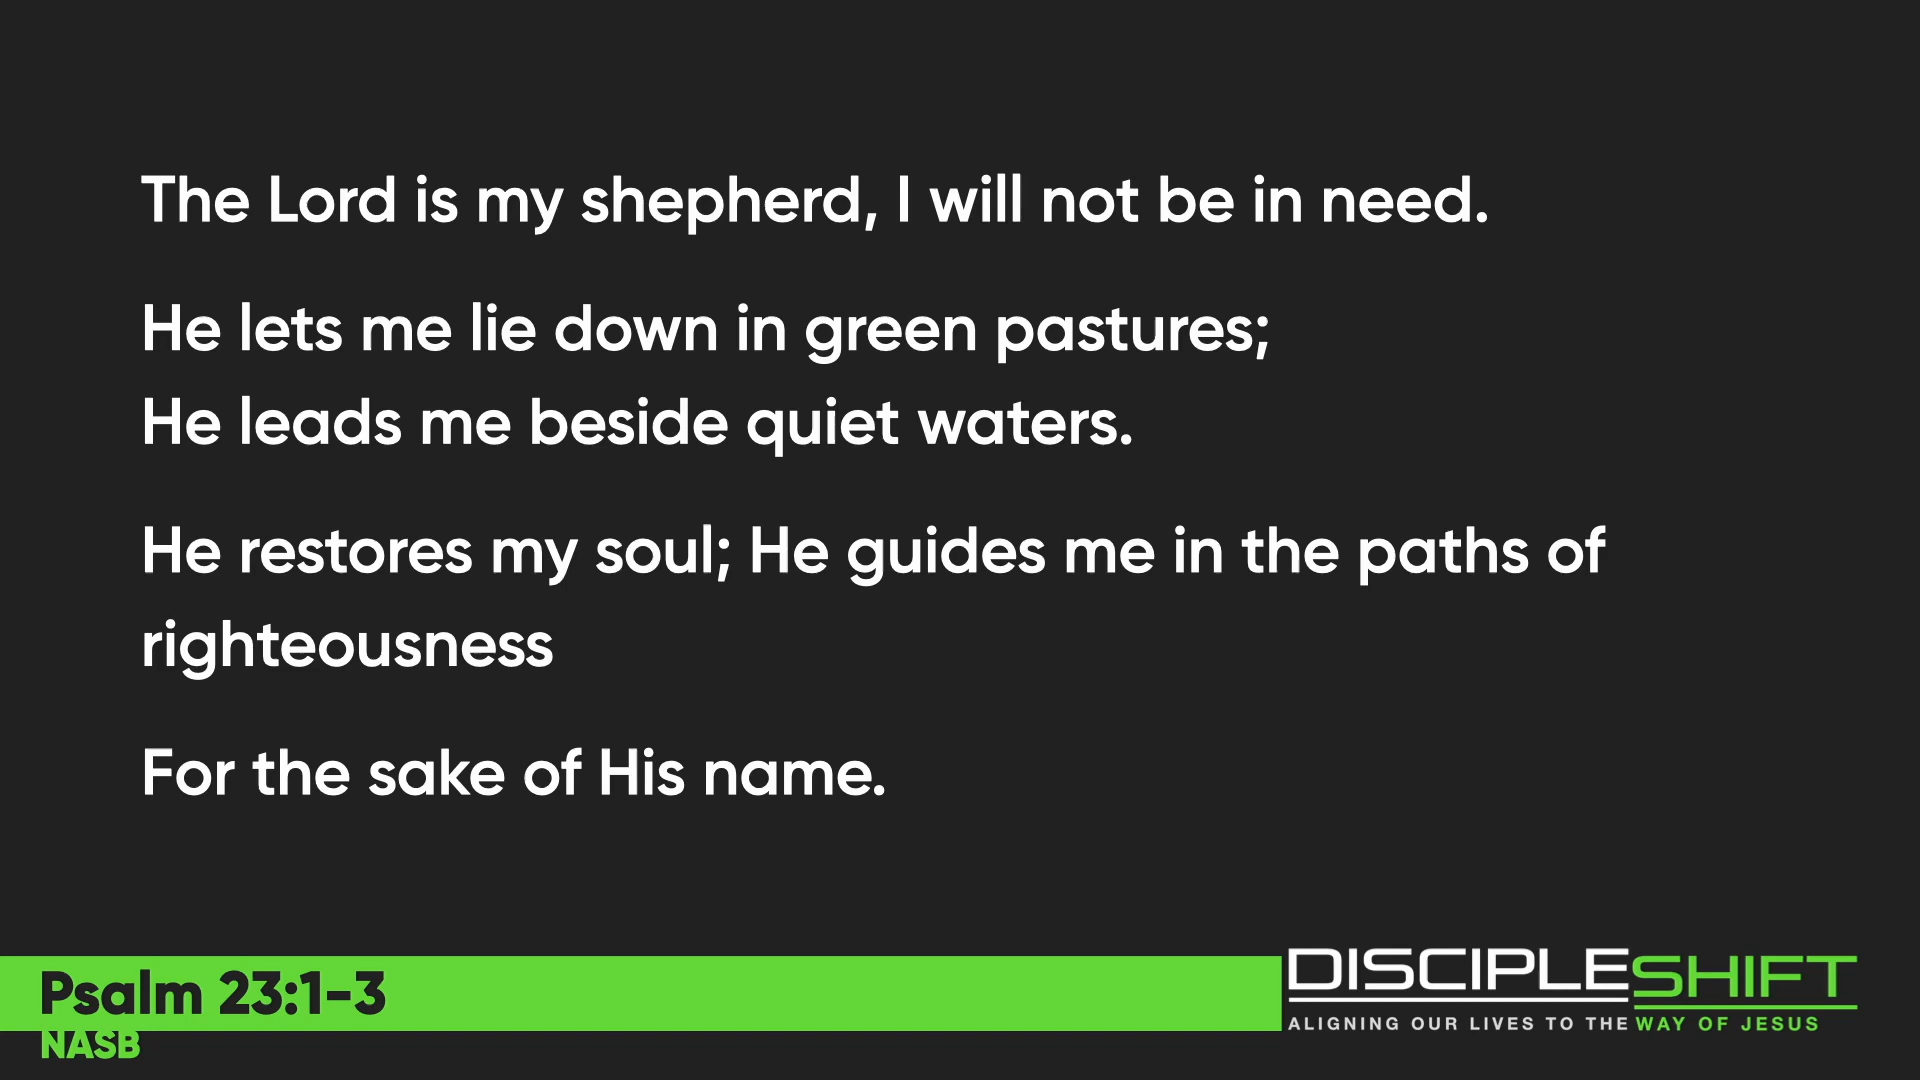 The Lord is my shepherd, I will not be in need.
He lets me lie down in green pastures;
He leads me beside quiet waters.
He restores my soul; He guides me in the paths of
righteousness
For the sake of His name.
Psalm 23:1-3
NASB
DISCIPLESHIFT
ALIGNING OUR LIVES TO THE WAY OF JESUS